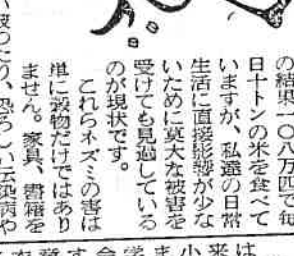 の結果一〇八万匹で毎
日十トンの米を食べて
いますが、私達の日常
生活に直接影響が少な
いために莫大な被害を
受けても見過している
のが現状です。
これらネズミの害は
単に穀物だけではあり
ません。家具、書籍を
い破ったり、恐ろしい伝染病や